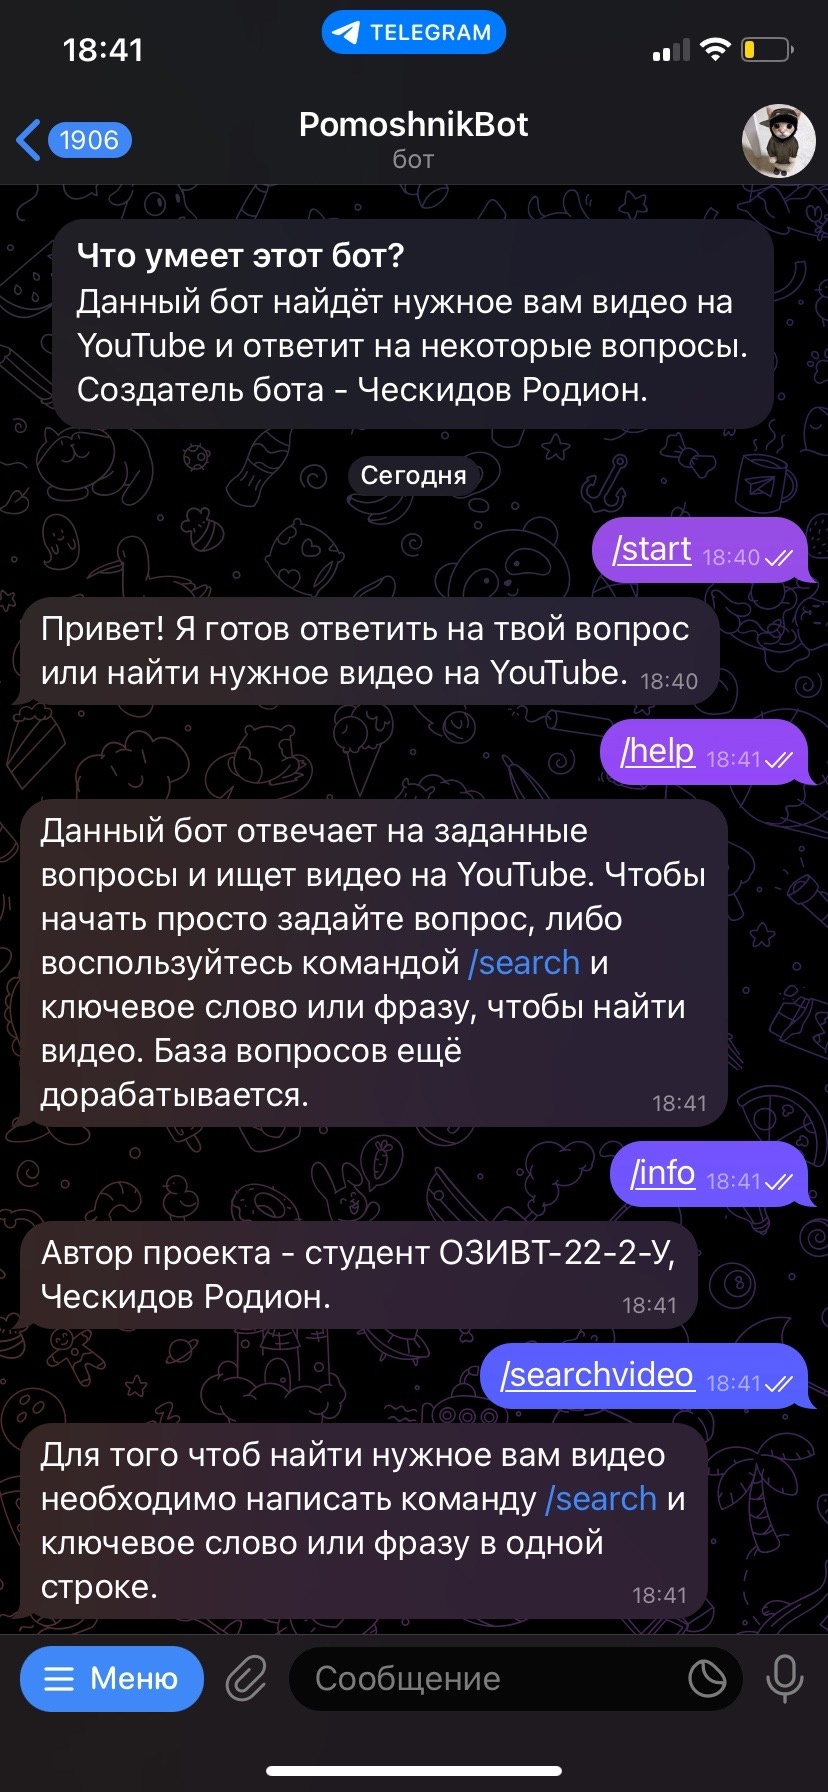 18:41
TELEGRAM
1906
PomoshnikBot
бот
Что умеет этот бот?
Данный бот найдёт нужное вам видео на
YouTube и ответит на некоторые вопросы.
Создатель бота - Ческидов Родион.
Сегодня
/start 18:40
Привет! Я готов ответить на твой вопрос
или найти нужное видео на YouTube. 18:40
/help 18:41
Данный бот отвечает на заданные
вопросы и ищет видео на YouTube. Чтобы
начать просто задайте вопрос, либо
воспользуйтесь командой /search и
ключевое слово или фразу, чтобы найти
видео. База вопросов ещё
дорабатывается. 18:41
/info 18:41
Автор проекта - студент ОЗИВТ-22-2-У,
Ческидов Родион. 18:41
/searchvideo 18:41
Для того чтоб найти нужное вам видео
необходимо написать команду /search и
ключевое слово или фразу в одной
строке. 18:41
Меню
Сообщение